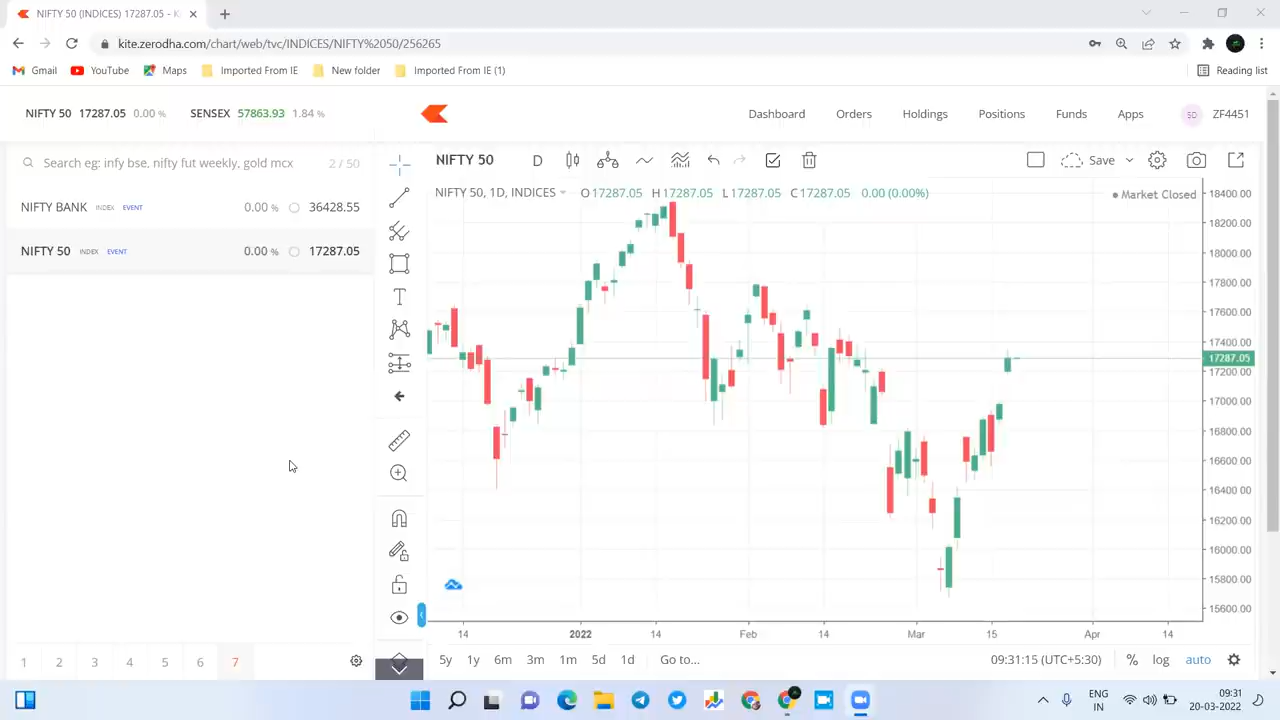 NIFTY 50 (INDICES) 17287.05 - K
kite.zerodha.com/chart/web/tvc/INDICES/NIFTY%2050/256265
Gmail YouTube Maps Imported From IE New folder Imported From IE (1) Reading list
NIFTY 50 17287.05 0.00 % SENSEX 57863.93 1.84 % Dashboard Orders Holdings Positions Funds Apps SD ZF4451
Search eg: infy bse, nifty fut weekly, gold mcx 2 / 50
NIFTY 50 D Save
NIFTY 50, 1D, INDICES O17287.05 H17287.05 L17287.05 C17287.05 0.00 (0.00%) Market Closed
NIFTY BANK INDEX EVENT 0.00 % 36428.55
NIFTY 50 INDEX EVENT 0.00 % 17287.05
18400.00
18200.00
18000.00
17800.00
17600.00
17400.00
17287.05
17200.00
17000.00
16800.00
16600.00
16400.00
16200.00
16000.00
15800.00
15600.00
14 2022 14 Feb 14 Mar 15 Apr 14
1 2 3 4 5 6 7
5y 1y 6m 3m 1m 5d 1d Go to... 09:31:15 (UTC+5:30) % log auto
ENG
IN
09:31
20-03-2022